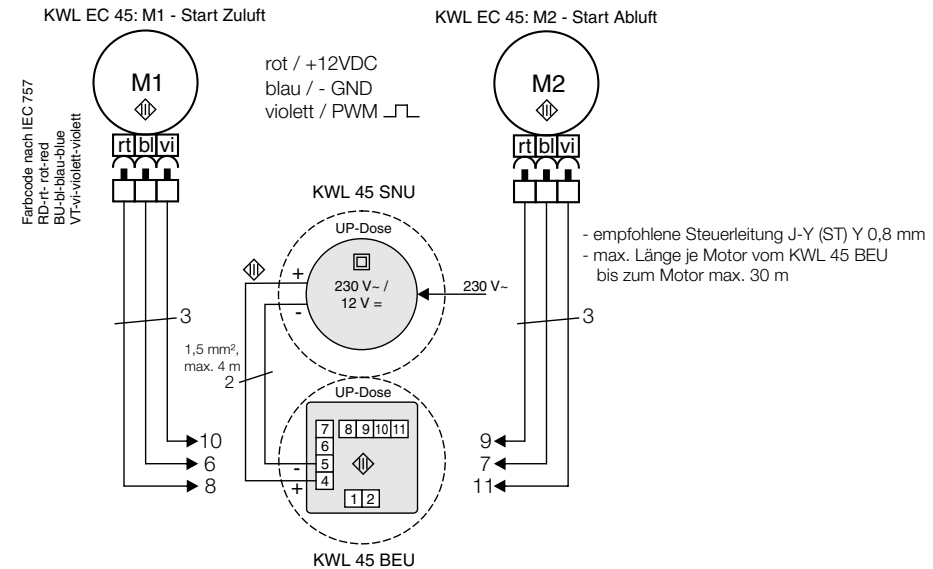 KWL EC 45: M1 - Start Zuluft
KWL EC 45: M2 - Start Abluft
M1
M2
rot / +12VDC
blau / - GND
violett / PWM
Farbcode nach IEC 757
RD-rt- rot-red
BU-bl-blau-blue
VT-vi-violett-violett
rt bl vi
rt bl vi
KWL 45 SNU
UP-Dose
230 V~ /
12 V =
+
-
230 V~
- empfohlene Steuerleitung J-Y (ST) Y 0,8 mm
- max. Länge je Motor vom KWL 45 BEU
bis zum Motor max. 30 m
3
3
1,5 mm²,
max. 4 m
2
UP-Dose
7 8 9 10 11
6
5
4
-
+
1 2
10
6
8
9
7
11
KWL 45 BEU